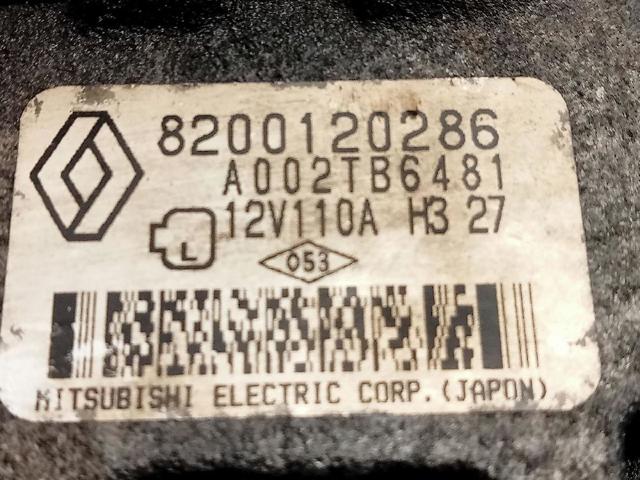 8200120286
A002TB6481
12V110A H3 27
L
053
MITSUBISHI ELECTRIC CORP. (JAPON)